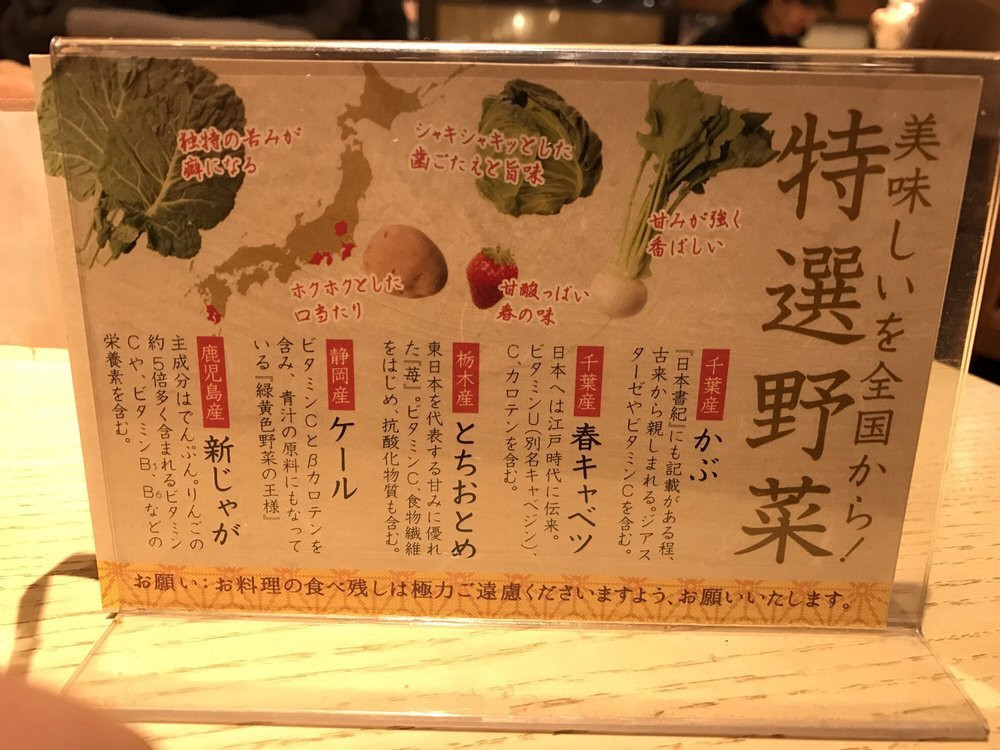 美味しいを全国から!
特選野菜
独特の苦みが
癖になる
シャキシャキッとした
歯ごたえと旨味
甘みが強く
香ばしい
ホクホクとした
口当たり
甘酸っぱい
春の味
千葉産
かぶ
『日本書紀』にも記載がある程、
古来から親しまれる。ジアス
ターゼやビタミンCを含む。
千葉産
春キャベツ
日本へは江戸時代に伝来。
ビタミンU(別名キャベジン)、
C、カロテンを含む。
栃木産
とちおとめ
東日本を代表する甘みに優れ
た『苺』。ビタミンC、食物繊維
をはじめ、抗酸化物質も含む。
静岡産
ケール
ビタミンCとβカロテンを
含み、青汁の原料にもなって
いる『緑黄色野菜の王様』
鹿児島産
新じゃが
主成分はでんぷん。りんごの
約5倍多く含まれるビタミン
Cや、ビタミンB₁B₆などの
栄養素を含む。
お願い:お料理の食べ残しは極力ご遠慮くださいますよう、お願いいたします。